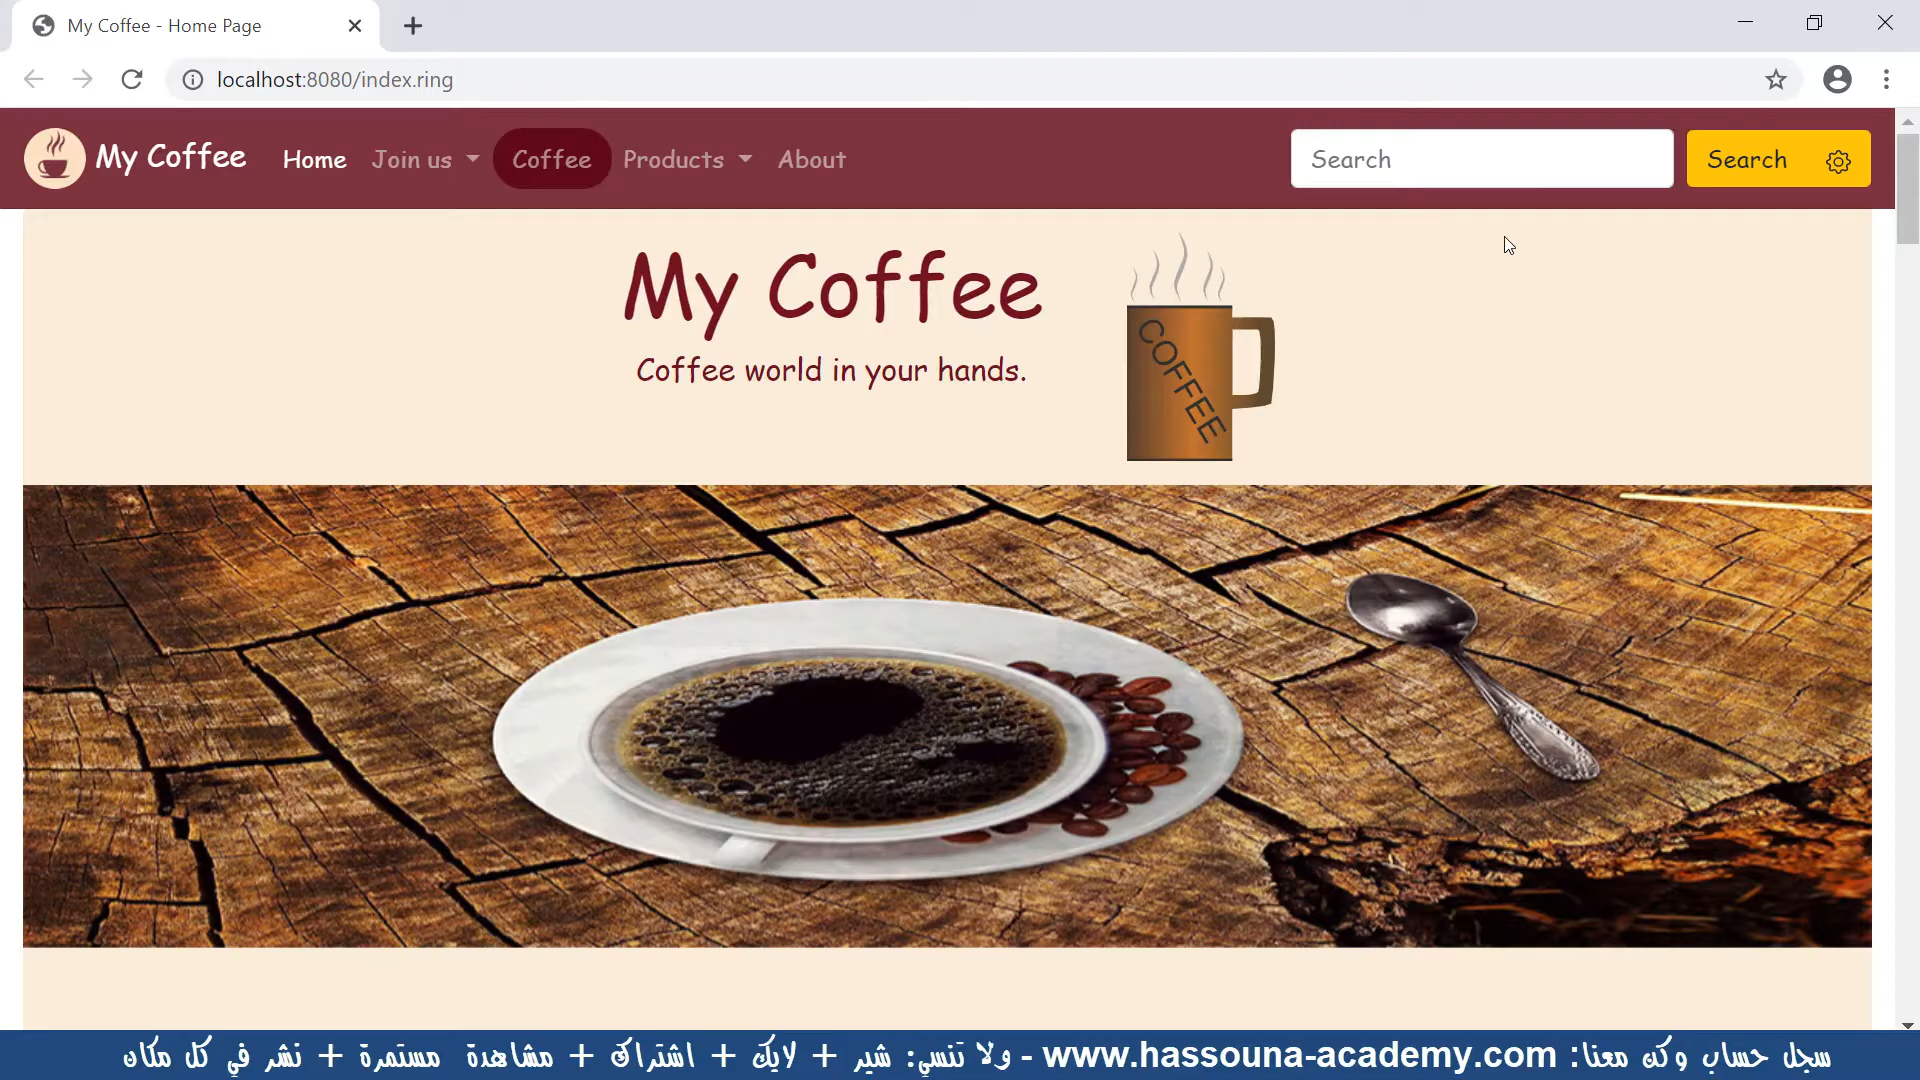 My Coffee - Home Page
localhost:8080/index.ring
My Coffee Home Join us Coffee Products About Search Search
My Coffee
Coffee world in your hands.
COFFEE
سجل حساب وكن معنا: www.hassouna-academy.com - ولا تنسي: شير + لايك + اشتراك + مشاهدة مستمرة + نشر في كل مكان